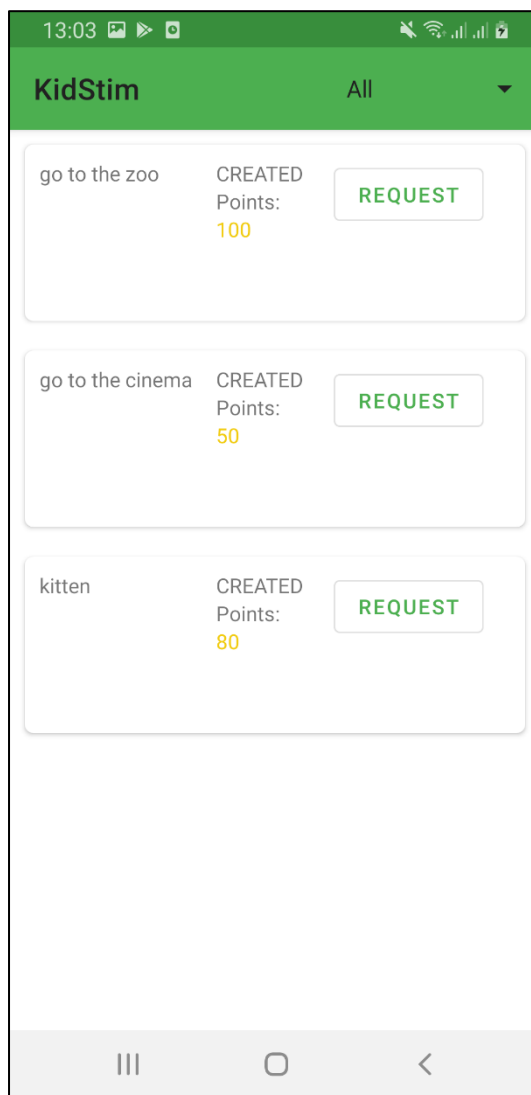 13:03
KidStim All
go to the zoo CREATED REQUEST
Points:
100
go to the cinema CREATED REQUEST
Points:
50
kitten CREATED REQUEST
Points:
80